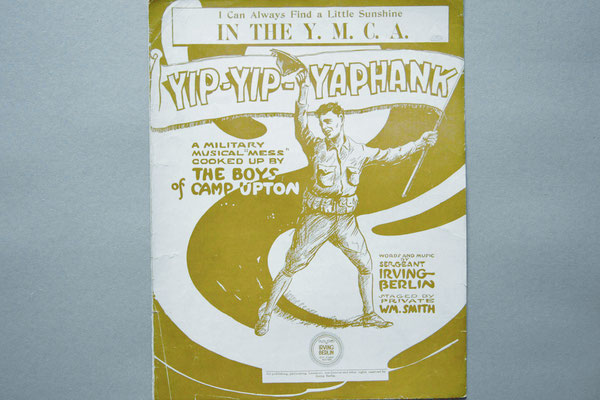 I Can Always Find a Little Sunshine
IN THE Y. M. C. A.
YIP-YIP-YAPHANK
A MILITARY
MUSICAL "MESS"
COOKED UP BY
THE BOYS
of CAMP UPTON
WORDS AND MUSIC
BY
SERGEANT
IRVING
BERLIN
STAGED BY
PRIVATE
WM. SMITH
IRVING
BERLIN